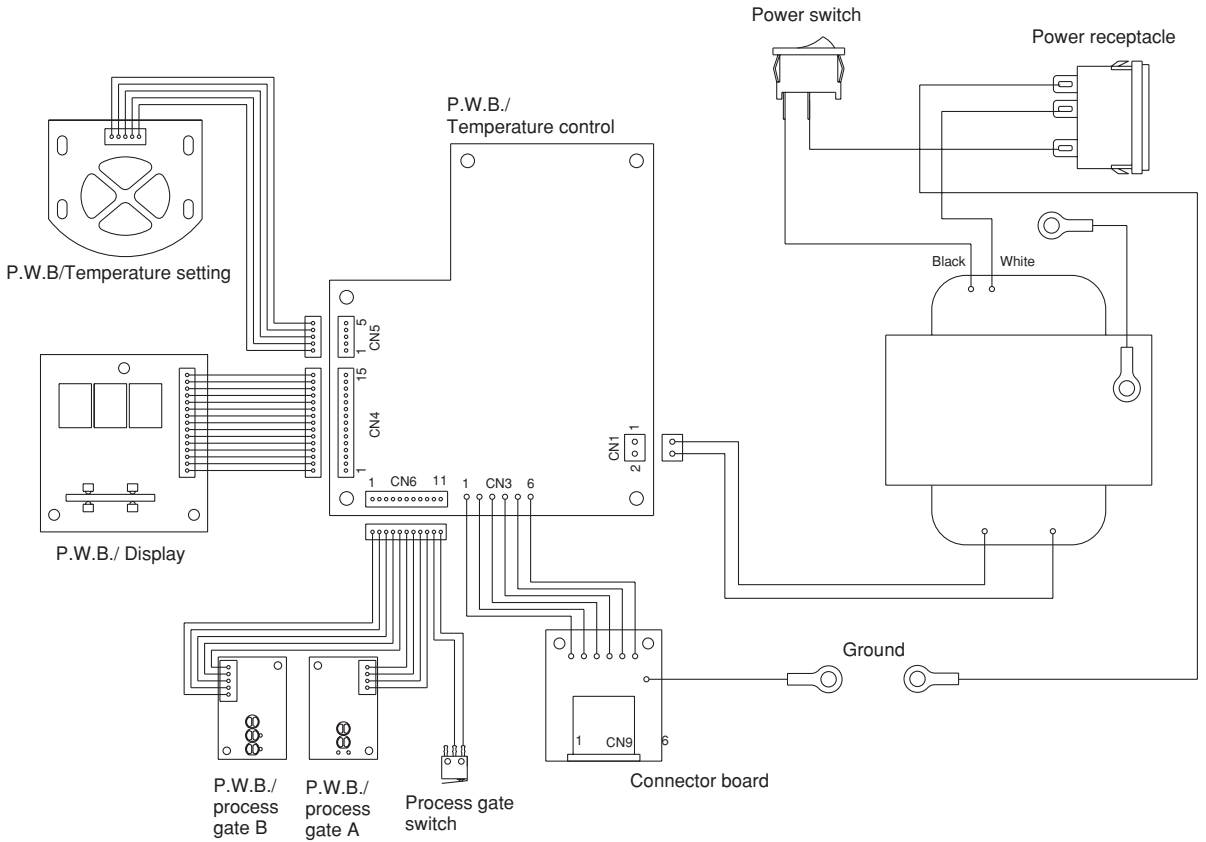 Power switch
Power receptacle
P.W.B./
Temperature control
P.W.B/Temperature setting
Black
White
5
CN5
1
15
CN4
1
CN1
1
2
1 CN6 11
1 CN3 6
P.W.B./ Display
Ground
1 CN9 6
Connector board
P.W.B./
process
gate B
P.W.B./
process
gate A
Process gate
switch